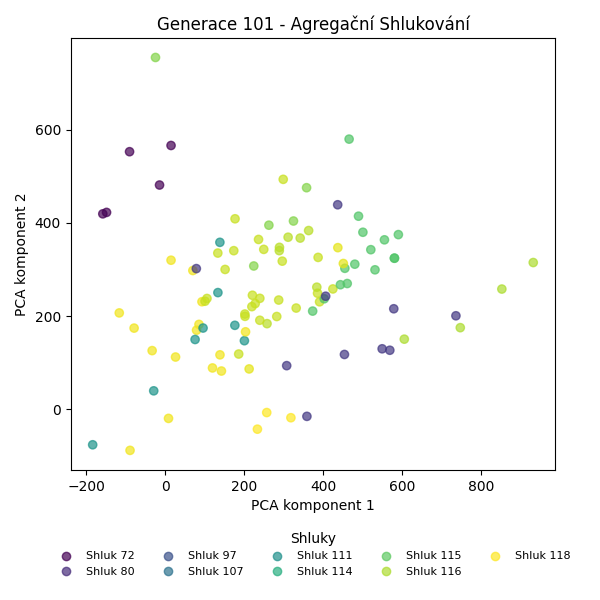 Generace 101 - Agregační Shlukování
PCA komponent 2
600
400
200
0
−200
0
200
400
600
800
PCA komponent 1
Shluky
Shluk 72
Shluk 97
Shluk 111
Shluk 115
Shluk 118
Shluk 80
Shluk 107
Shluk 114
Shluk 116